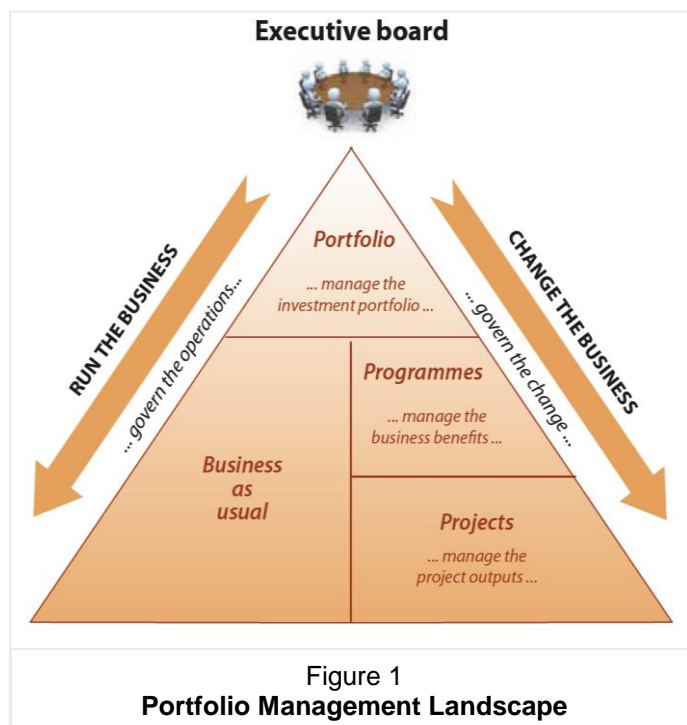 Executive board
RUN THE BUSINESS
... govern the operations...
CHANGE THE BUSINESS
... govern the change ...
Portfolio
... manage the
investment portfolio ...
Programmes
... manage the
business benefits ...
Business
as
usual
Projects
... manage the
project outputs ...
Figure 1
Portfolio Management Landscape